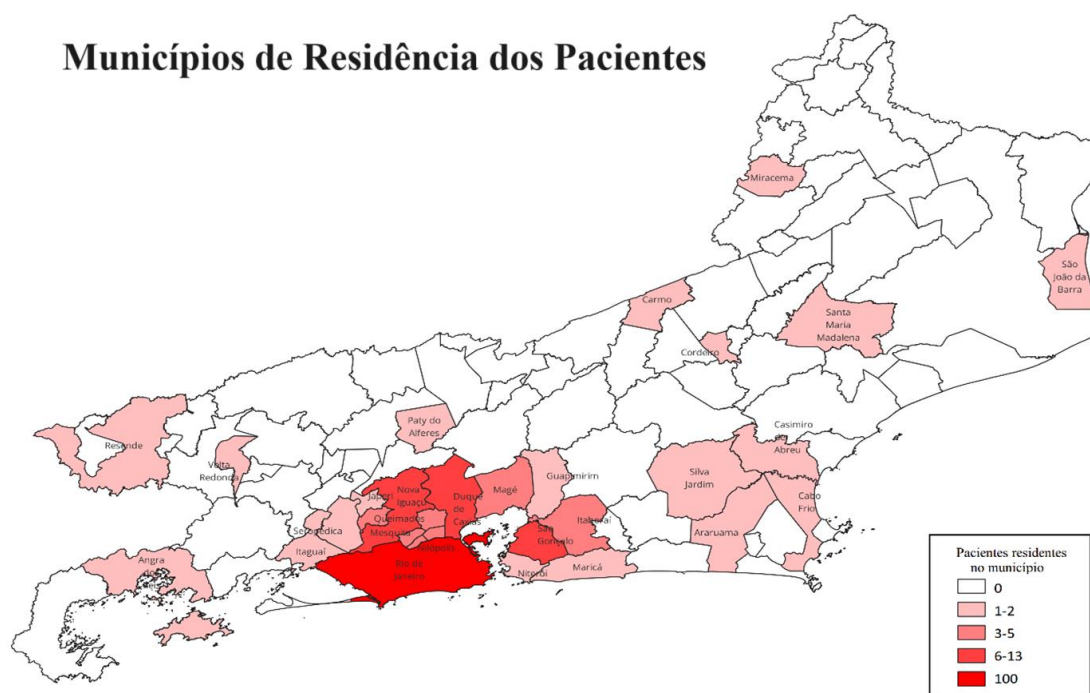 Municípios de Residência dos Pacientes
Miracema
São
João da
Barra
Carmo
Santa
Maria
Madalena
Cordeiro
Paty do
Alferes
Casimiro
de
Abreu
Resende
Volta
Redonda
Silva
Jardim
Guapimirim
Magé
Nova
Iguaçu
Japeri
Duque
de
Caxias
Cabo
Frio
Queimados
Seropédica
Mesquita
Itaboraí
São
Gonçalo
Araruama
Nilópolis
Itaguaí
Rio de
Janeiro
Niterói
Maricá
Angra
dos
Reis
Pacientes residentes
no município
0
1-2
3-5
6-13
100